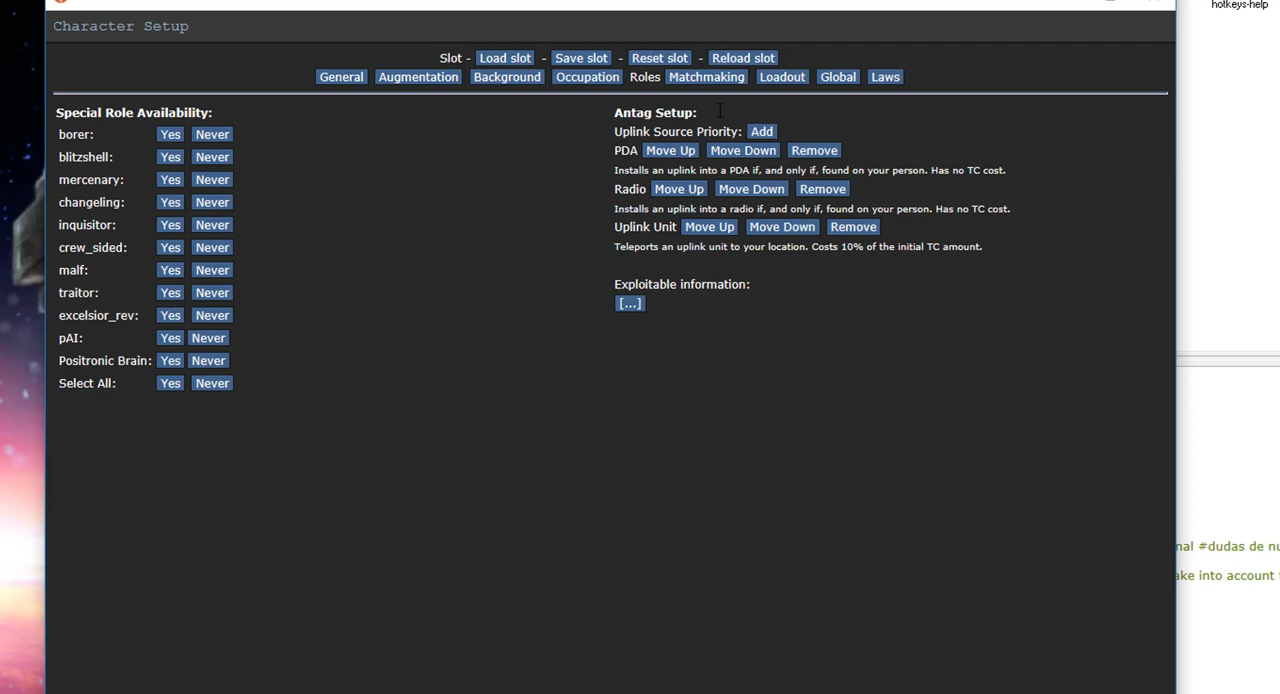 hotkeys-help
Character Setup
Slot - Load slot - Save slot - Reset slot - Reload slot
General Augmentation Background Occupation Roles Matchmaking Loadout Global Laws
Special Role Availability:
borer: Yes Never
blitzshell: Yes Never
mercenary: Yes Never
changeling: Yes Never
inquisitor: Yes Never
crew_sided: Yes Never
malf: Yes Never
traitor: Yes Never
excelsior_rev: Yes Never
pAI: Yes Never
Positronic Brain: Yes Never
Select All: Yes Never
Antag Setup:
Uplink Source Priority: Add
PDA Move Up Move Down Remove
Installs an uplink into a PDA if, and only if, found on your person. Has no TC cost.
Radio Move Up Move Down Remove
Installs an uplink into a radio if, and only if, found on your person. Has no TC cost.
Uplink Unit Move Up Move Down Remove
Teleports an uplink unit to your location. Costs 10% of the initial TC amount.
Exploitable information:
[...]
nal #dudas de nu
ake into account